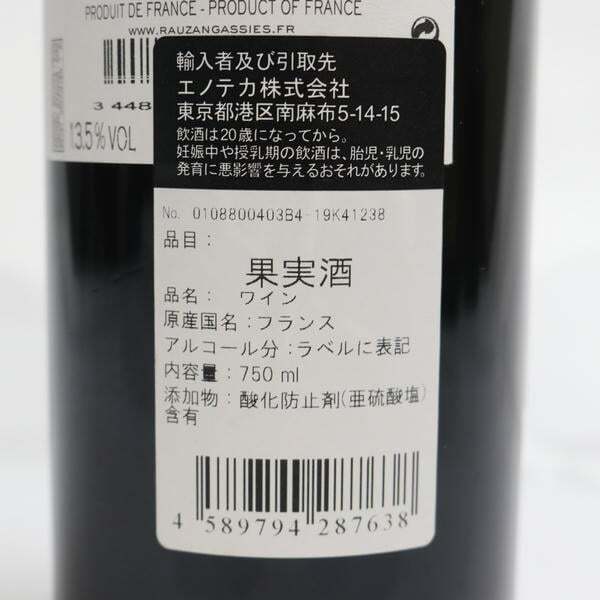 PRODUIT DE FRANCE - PRODUCT OF FRANCE
WWW.RAUZANGASSIES.FR
3 448
13.5% VOL
輸入者及び引取先
エノテカ株式会社
東京都港区南麻布5-14-15
飲酒は20歳になってから。
妊娠中や授乳期の飲酒は、胎児・乳児の
発育に悪影響を与えるおそれがあります。
No. 0108800403B4-19K41238
品目:
果実酒
品名: ワイン
原産国名:フランス
アルコール分:ラベルに表記
内容量:750 ml
添加物:酸化防止剤(亜硫酸塩)
含有
4 589794 287638